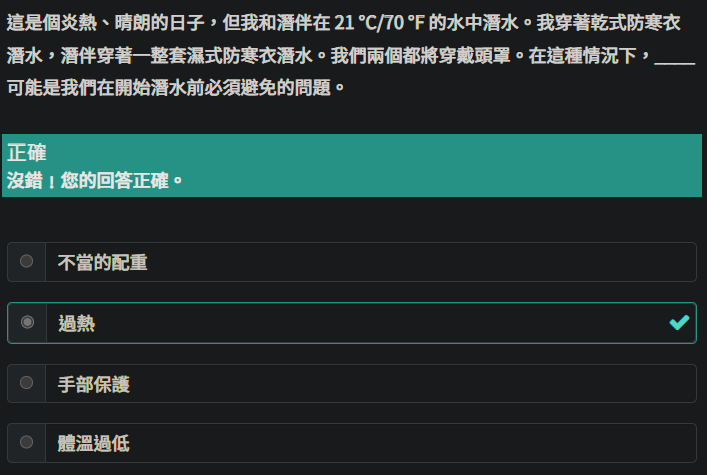 這是個炎熱、晴朗的日子，但我和潛伴在 21 °C/70 °F 的水中潛水。我穿著乾式防寒衣
潛水，潛伴穿著一整套濕式防寒衣潛水。我們兩個都將穿戴頭罩。在這種情況下，____
可能是我們在開始潛水前必須避免的問題。
正確
沒錯！您的回答正確。
不當的配重
過熱
手部保護
體溫過低